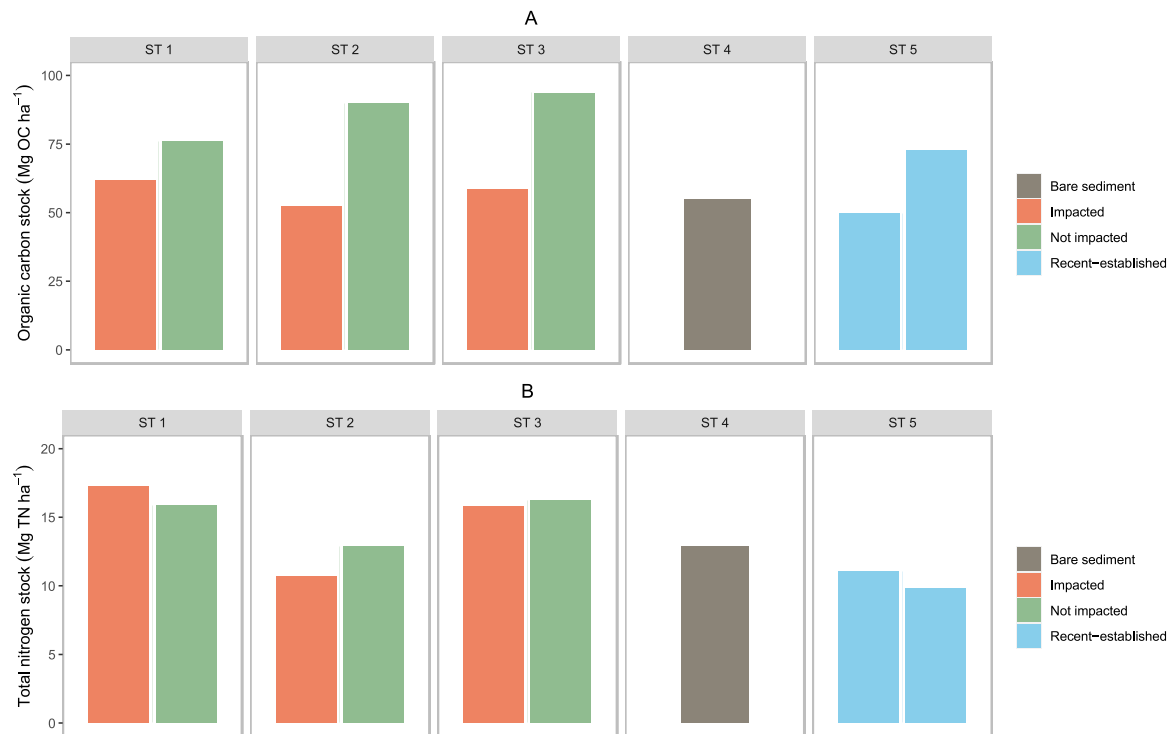 A
ST 1 ST 2 ST 3 ST 4 ST 5
Organic carbon stock (Mg OC ha⁻¹)
100
75
50
25
0
Bare sediment
Impacted
Not impacted
Recent−established
B
ST 1 ST 2 ST 3 ST 4 ST 5
Total nitrogen stock (Mg TN ha⁻¹)
20
15
10
5
0
Bare sediment
Impacted
Not impacted
Recent−established